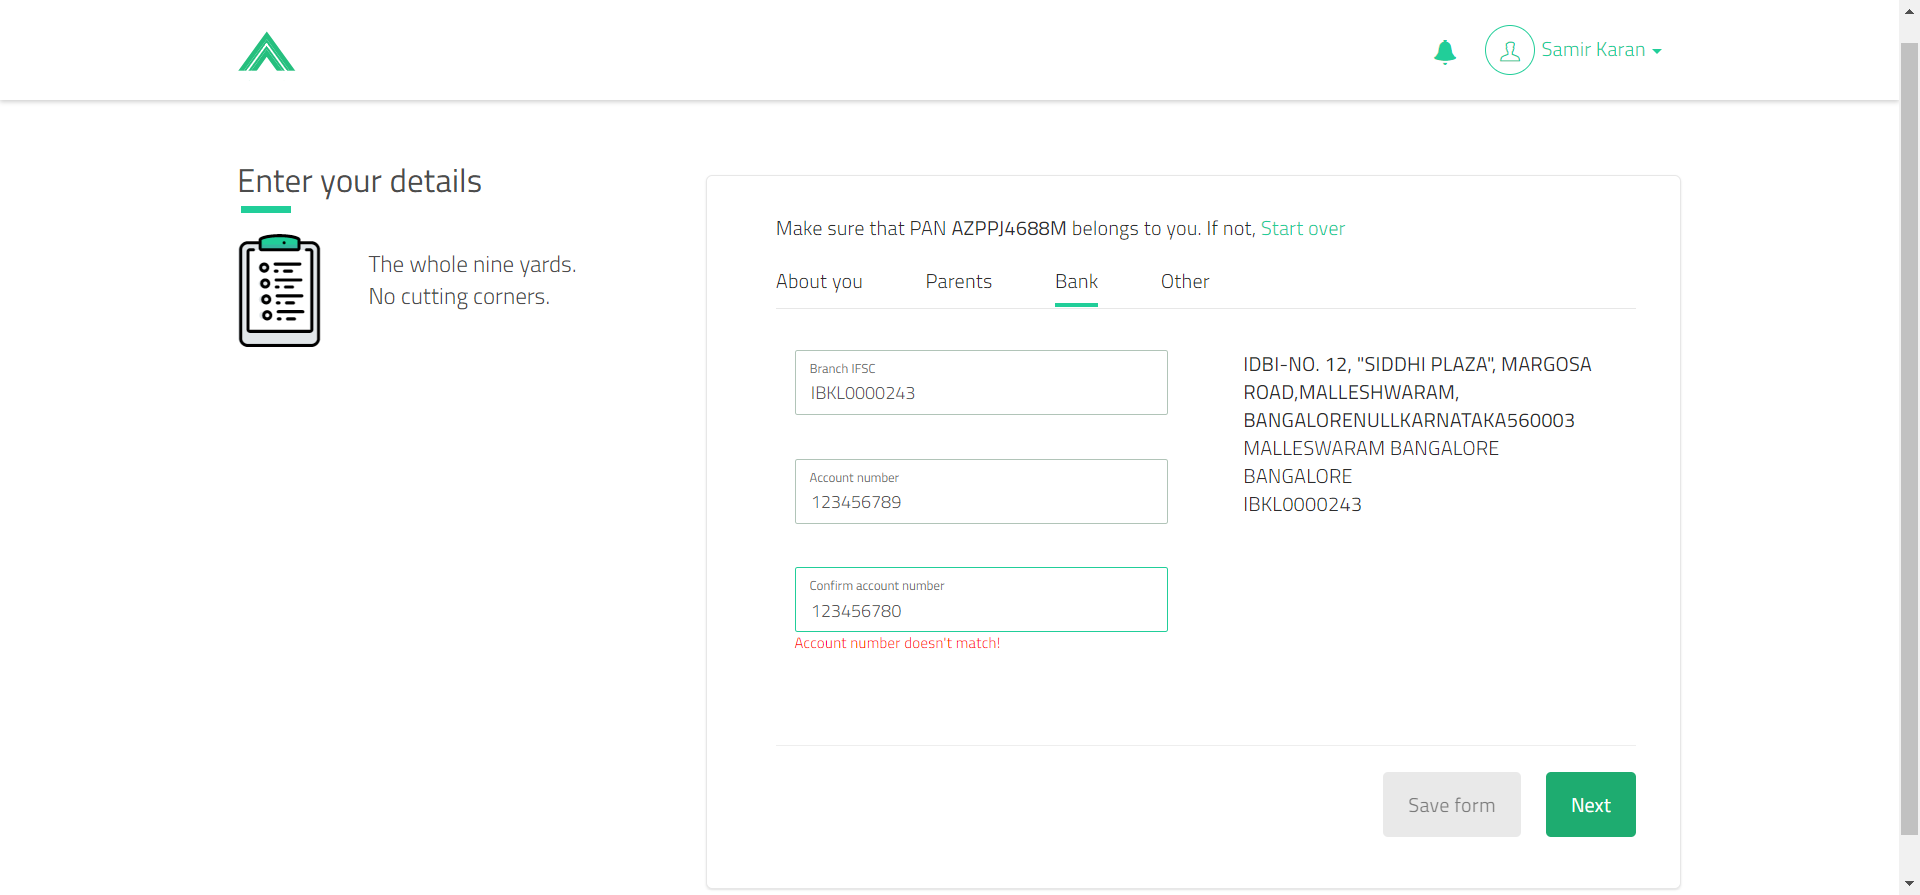 Samir Karan
Enter your details
The whole nine yards.
No cutting corners.
Make sure that PAN AZPPJ4688M belongs to you. If not, Start over
About you
Parents
Bank
Other
Branch IFSC
IBKL0000243
Account number
123456789
Confirm account number
123456780
Account number doesn't match!
IDBI-NO. 12, "SIDDHI PLAZA", MARGOSA
ROAD,MALLESHWARAM,
BANGALORENULLKARNATAKA560003
MALLESWARAM BANGALORE
BANGALORE
IBKL0000243
Save form
Next